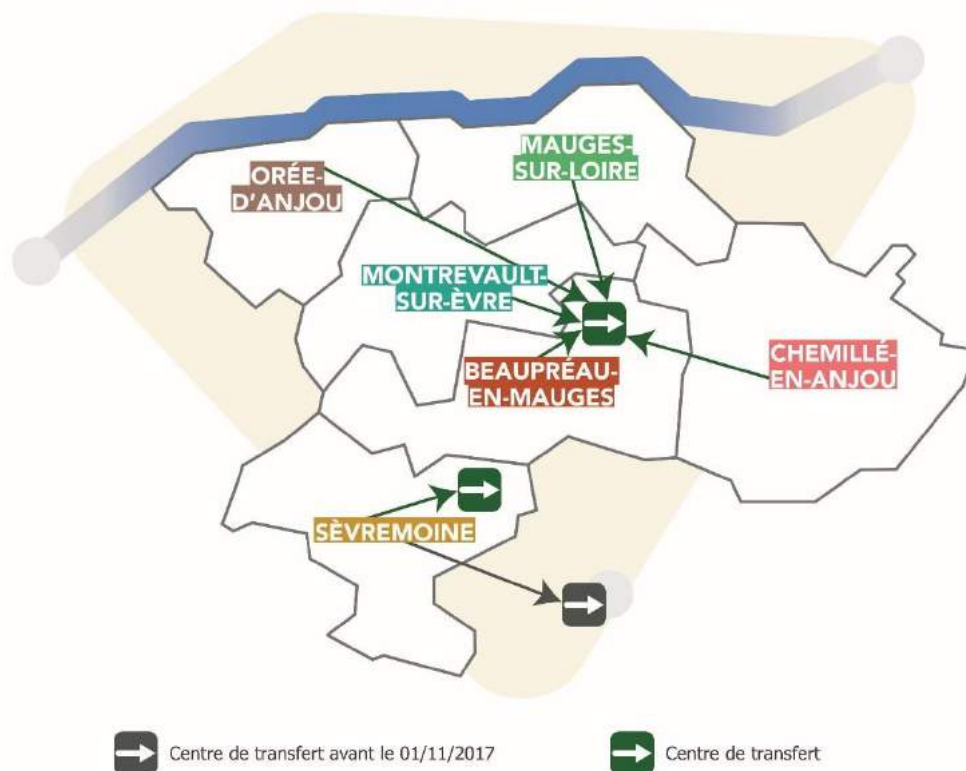 MAUGES-
SUR-LOIRE
ORÉE-
D'ANJOU
MONTREVAULT-
SUR-ÈVRE
CHEMILLÉ-
EN-ANJOU
BEAUPRÉAU-
EN-MAUGES
SÈVREMOINE
Centre de transfert avant le 01/11/2017
Centre de transfert